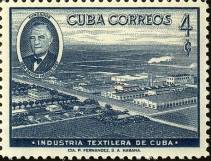 CUBA CORREOS
4
¢
INDUSTRIA TEXTILERA DE CUBA
CIA. P. FERNANDEZ, S. A. HABANA